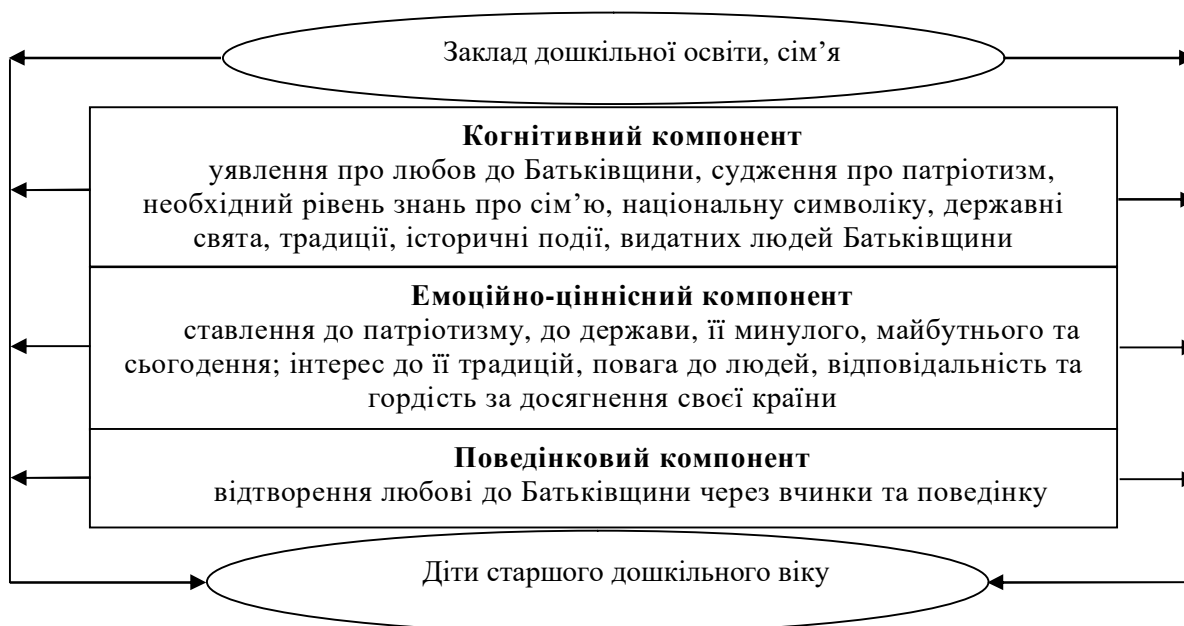 Заклад дошкільної освіти, сім’я
Когнітивний компонент
уявлення про любов до Батьківщини, судження про патріотизм,
необхідний рівень знань про сім’ю, національну символіку, державні
свята, традиції, історичні події, видатних людей Батьківщини
Емоційно-ціннісний компонент
ставлення до патріотизму, до держави, її минулого, майбутнього та
сьогодення; інтерес до її традицій, повага до людей, відповідальність та
гордість за досягнення своєї країни
Поведінковий компонент
відтворення любові до Батьківщини через вчинки та поведінку
Діти старшого дошкільного віку